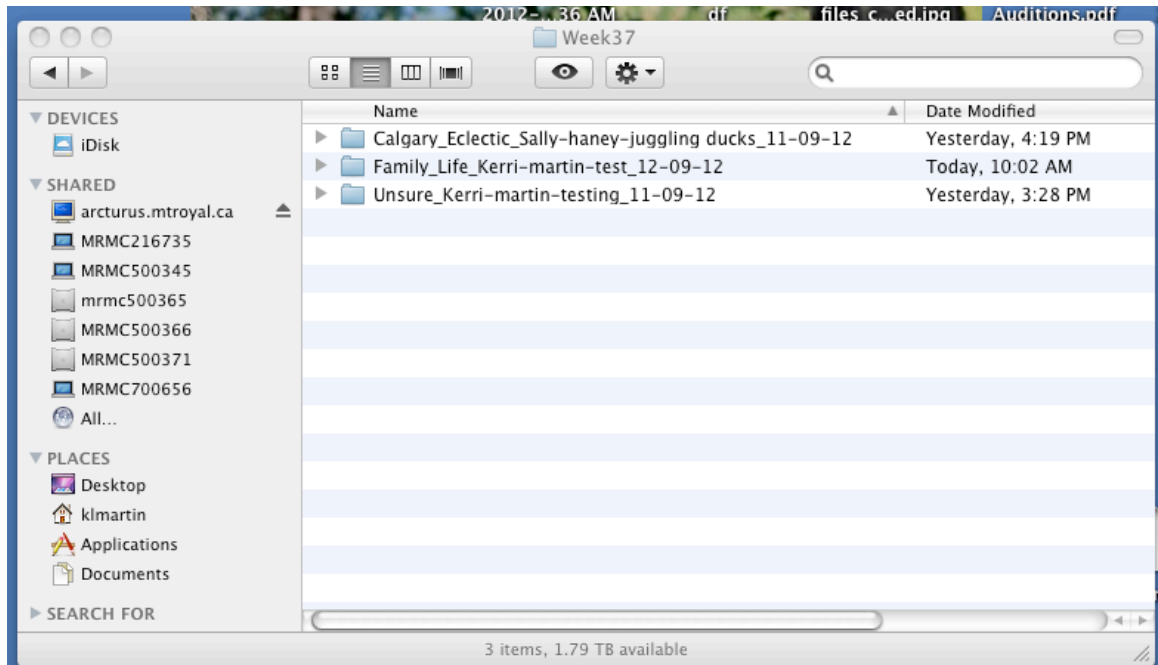 2012-...36 AM df files_c...ed.jpg Auditions.pdf
Week37
Name Date Modified
DEVICES
iDisk
SHARED
arcturus.mtroyal.ca
MRMC216735
MRMC500345
mrmc500365
MRMC500366
MRMC500371
MRMC700656
All...
PLACES
Desktop
klmartin
Applications
Documents
SEARCH FOR
Calgary_Eclectic_Sally-haney-juggling ducks_11-09-12 Yesterday, 4:19 PM
Family_Life_Kerri-martin-test_12-09-12 Today, 10:02 AM
Unsure_Kerri-martin-testing_11-09-12 Yesterday, 3:28 PM
3 items, 1.79 TB available